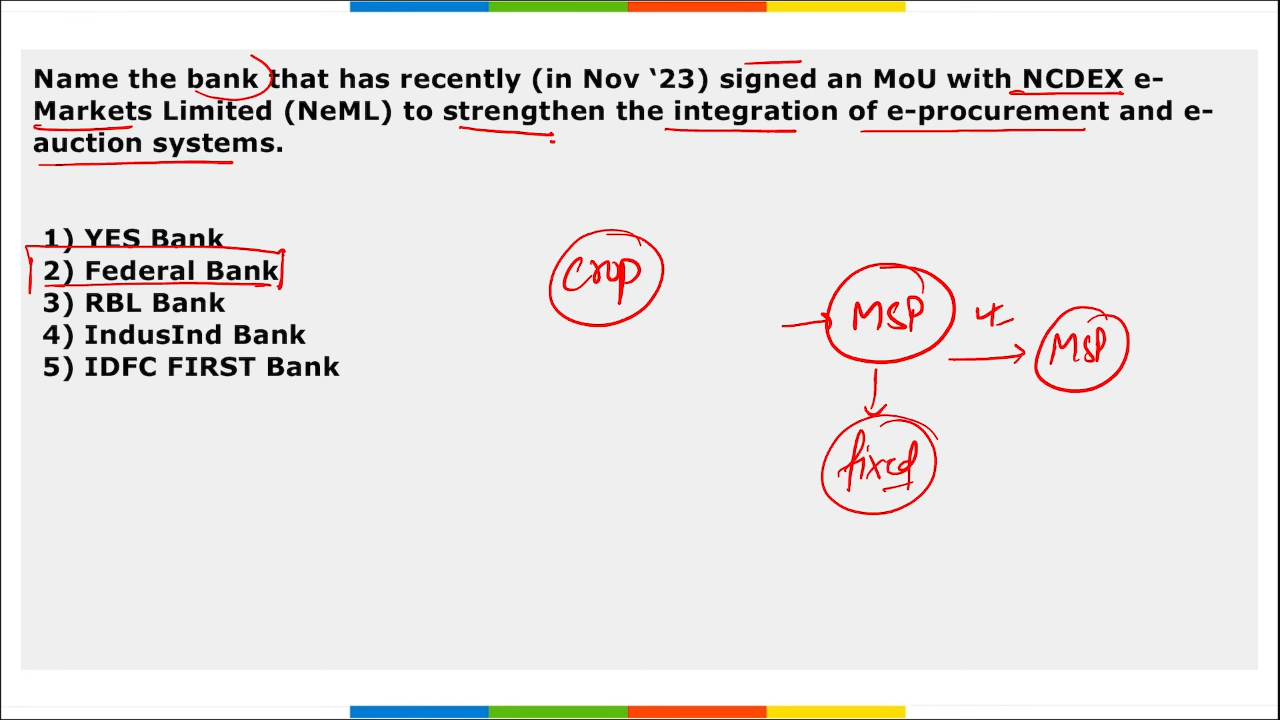 Name the bank that has recently (in Nov ‘23) signed an MoU with NCDEX e-
Markets Limited (NeML) to strengthen the integration of e-procurement and e-
auction systems.
1) YES Bank
2) Federal Bank
3) RBL Bank
4) IndusInd Bank
5) IDFC FIRST Bank
crop
MSP
MSP
fixed